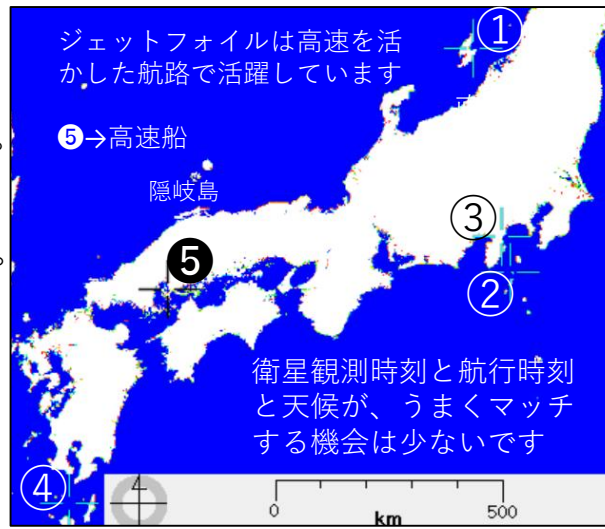 ①
ジェットフォイルは高速を活
かした航路で活躍しています
❺→高速船
隠岐島
③
❺
②
衛星観測時刻と航行時刻
と天候が、うまくマッチ
する機会は少ないです
④
0
500
km